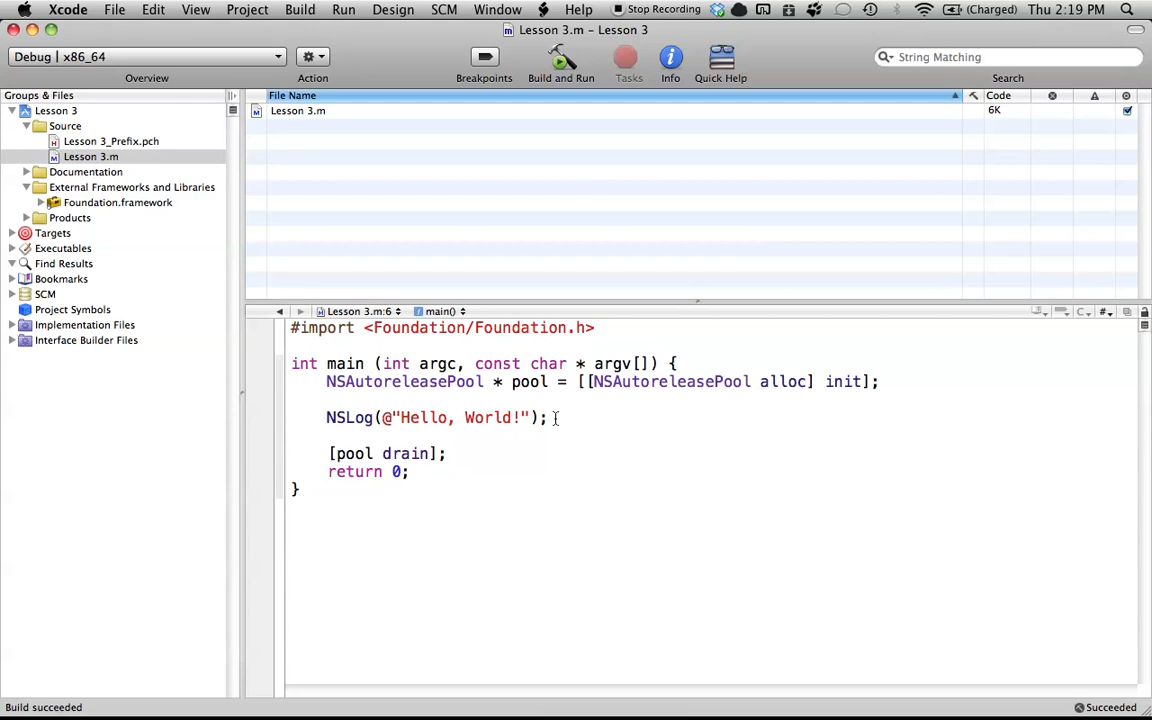 Xcode File Edit View Project Build Run Design SCM Window Help Stop Recording (Charged) Thu 2:19 PM
Lesson 3.m – Lesson 3
Debug | x86_64
Overview Action Breakpoints Build and Run Tasks Info Quick Help String Matching Search
Groups & Files
Lesson 3
Source
Lesson 3_Prefix.pch
Lesson 3.m
Documentation
External Frameworks and Libraries
Foundation.framework
Products
Targets
Executables
Find Results
Bookmarks
SCM
Project Symbols
Implementation Files
Interface Builder Files
File Name Code
Lesson 3.m 6K
Lesson 3.m:6 main() C, #,
#import <Foundation/Foundation.h>
int main (int argc, const char * argv[]) {
NSAutoreleasePool * pool = [[NSAutoreleasePool alloc] init];
NSLog(@"Hello, World!");
[pool drain];
return 0;
}
Build succeeded Succeeded